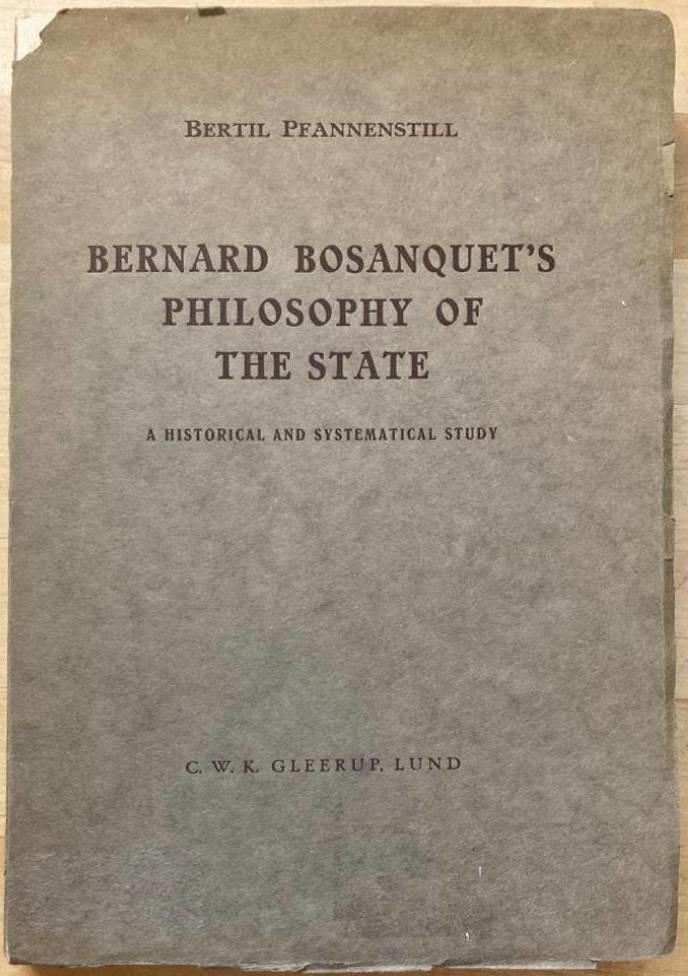 BERTIL PFANNENSTILL
BERNARD BOSANQUET'S
PHILOSOPHY OF
THE STATE
A HISTORICAL AND SYSTEMATICAL STUDY
C. W. K. GLEERUP, LUND